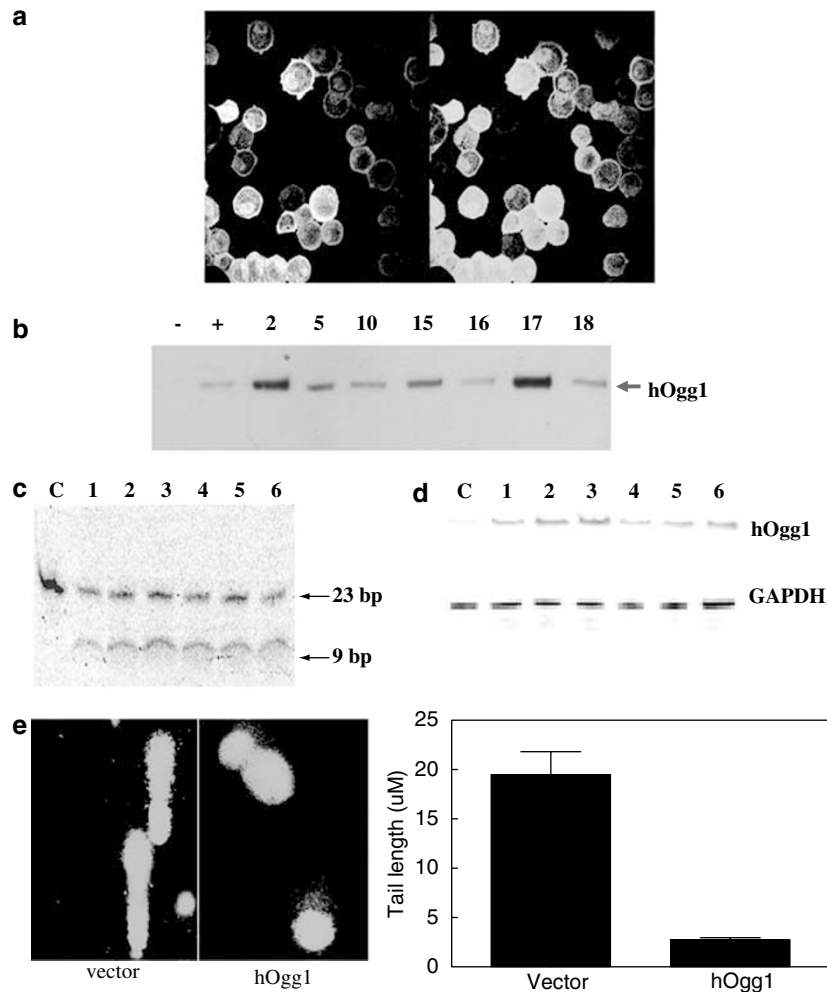 a
b
- + 2 5 10 15 16 17 18
hOgg1
c
C 1 2 3 4 5 6
23 bp
9 bp
d
C 1 2 3 4 5 6
hOgg1
GAPDH
e
vector
hOgg1
Tail length (uM)
25
20
15
10
5
0
Vector
hOgg1